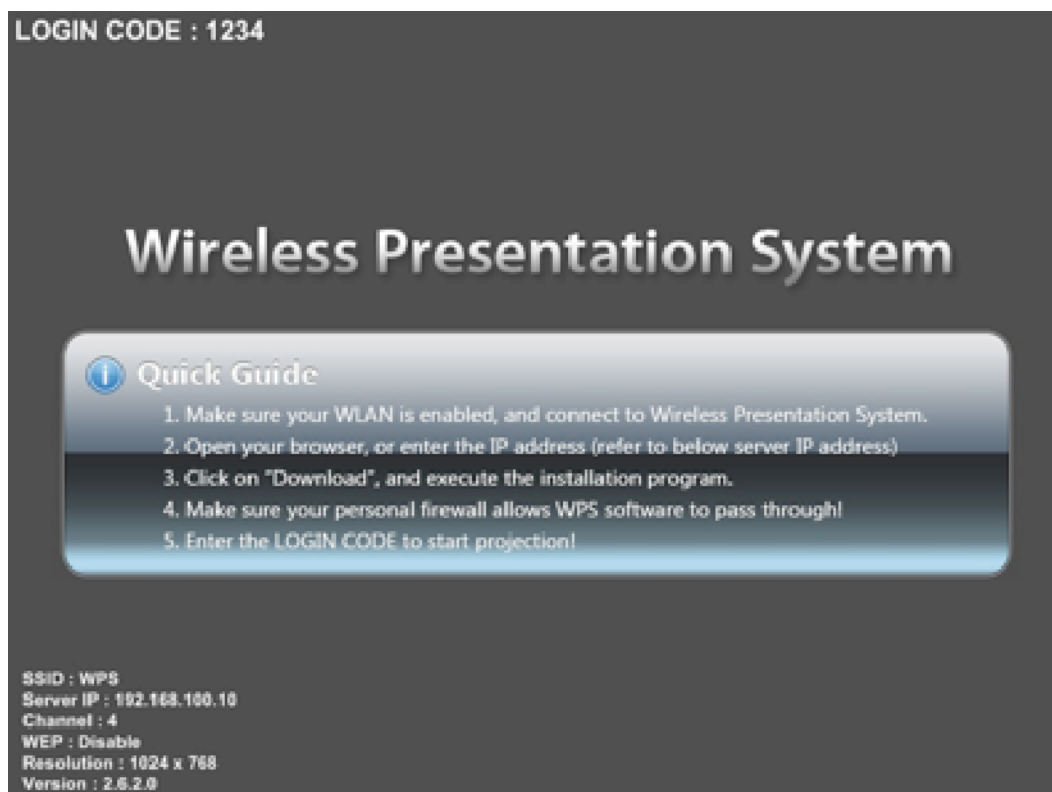 LOGIN CODE : 1234
Wireless Presentation System
Quick Guide
1. Make sure your WLAN is enabled, and connect to Wireless Presentation System.
2. Open your browser, or enter the IP address (refer to below server IP address)
3. Click on "Download", and execute the installation program.
4. Make sure your personal firewall allows WPS software to pass through!
5. Enter the LOGIN CODE to start projection!
SSID : WPS
Server IP : 192.168.100.10
Channel : 4
WEP : Disable
Resolution : 1024 x 768
Version : 2.6.2.0